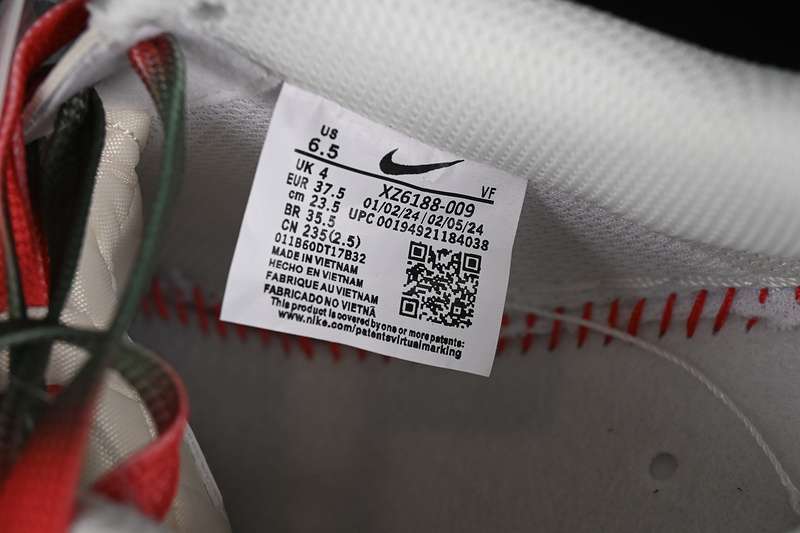 US
6.5
UK 4
EUR 37.5
cm 23.5
BR 35.5
CN 235(2.5)
VF
XZ6188-009
01/02/24 / 02/05/24
UPC 00194921184038
011B60DT17B32
MADE IN VIETNAM
HECHO EN VIETNAM
FABRIQUE AU VIETNAM
FABRICADO NO VIETNÃ
This product is covered by one or more patents:
www.nike.com/patentsvirtualmarking